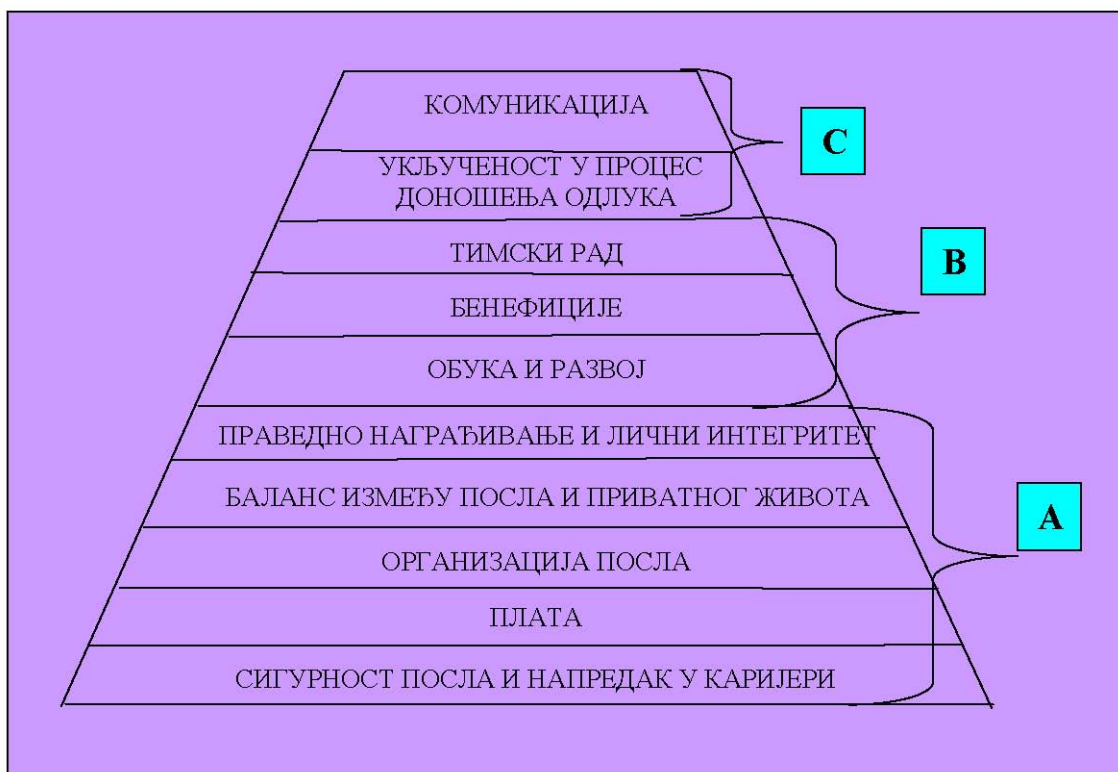 КОМУНИКАЦИЈА
C
УКЉУЧЕНОСТ У ПРОЦЕС
ДОНОШЕЊА ОДЛУКА
ТИМСКИ РАД
B
БЕНЕФИЦИЈЕ
ОБУКА И РАЗВОЈ
ПРАВЕДНО НАГРАЂИВАЊЕ И ЛИЧНИ ИНТЕГРИТЕТ
БАЛАНС ИЗМЕЂУ ПОСЛА И ПРИВАТНОГ ЖИВОТА
A
ОРГАНИЗАЦИЈА ПОСЛА
ПЛАТА
СИГУРНОСТ ПОСЛА И НАПРЕДАК У КАРИЈЕРИ